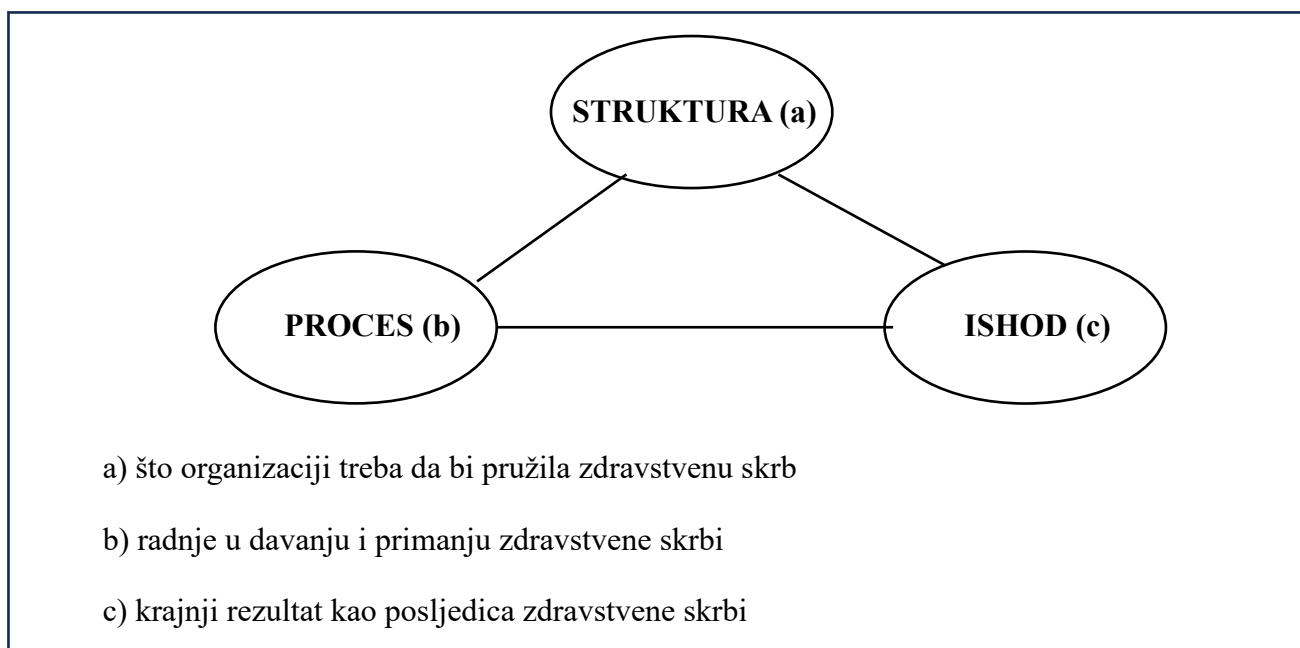 STRUKTURA (a)
PROCES (b)
ISHOD (c)
a) što organizaciji treba da bi pružila zdravstvenu skrb
b) radnje u davanju i primanju zdravstvene skrbi
c) krajnji rezultat kao posljedica zdravstvene skrbi